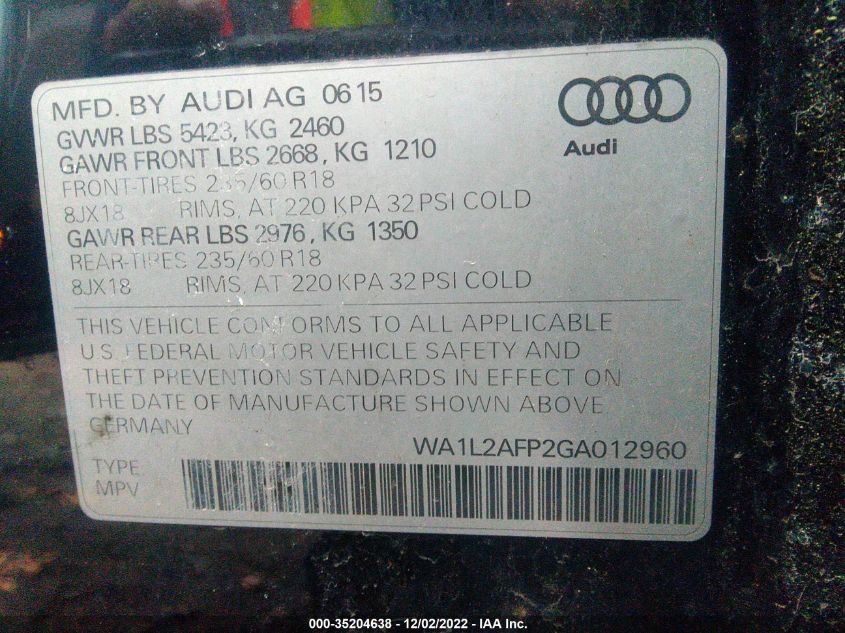 MFD. BY AUDI AG 0615
GVWR LBS 5423, KG 2460
GAWR FRONT LBS 2668, KG 1210
FRONT-TIRES 235/60 R18
8JX18 RIMS, AT 220 KPA 32 PSI COLD
GAWR REAR LBS 2976, KG 1350
REAR-TIRES 235/60 R18
8JX18 RIMS, AT 220 KPA 32 PSI COLD
Audi
THIS VEHICLE CONFORMS TO ALL APPLICABLE
U.S. FEDERAL MOTOR VEHICLE SAFETY AND
THEFT PREVENTION STANDARDS IN EFFECT ON
THE DATE OF MANUFACTURE SHOWN ABOVE
GERMANY
WA1L2AFP2GA012960
TYPE
MPV
000-35204638 - 12/02/2022 - IAA Inc.